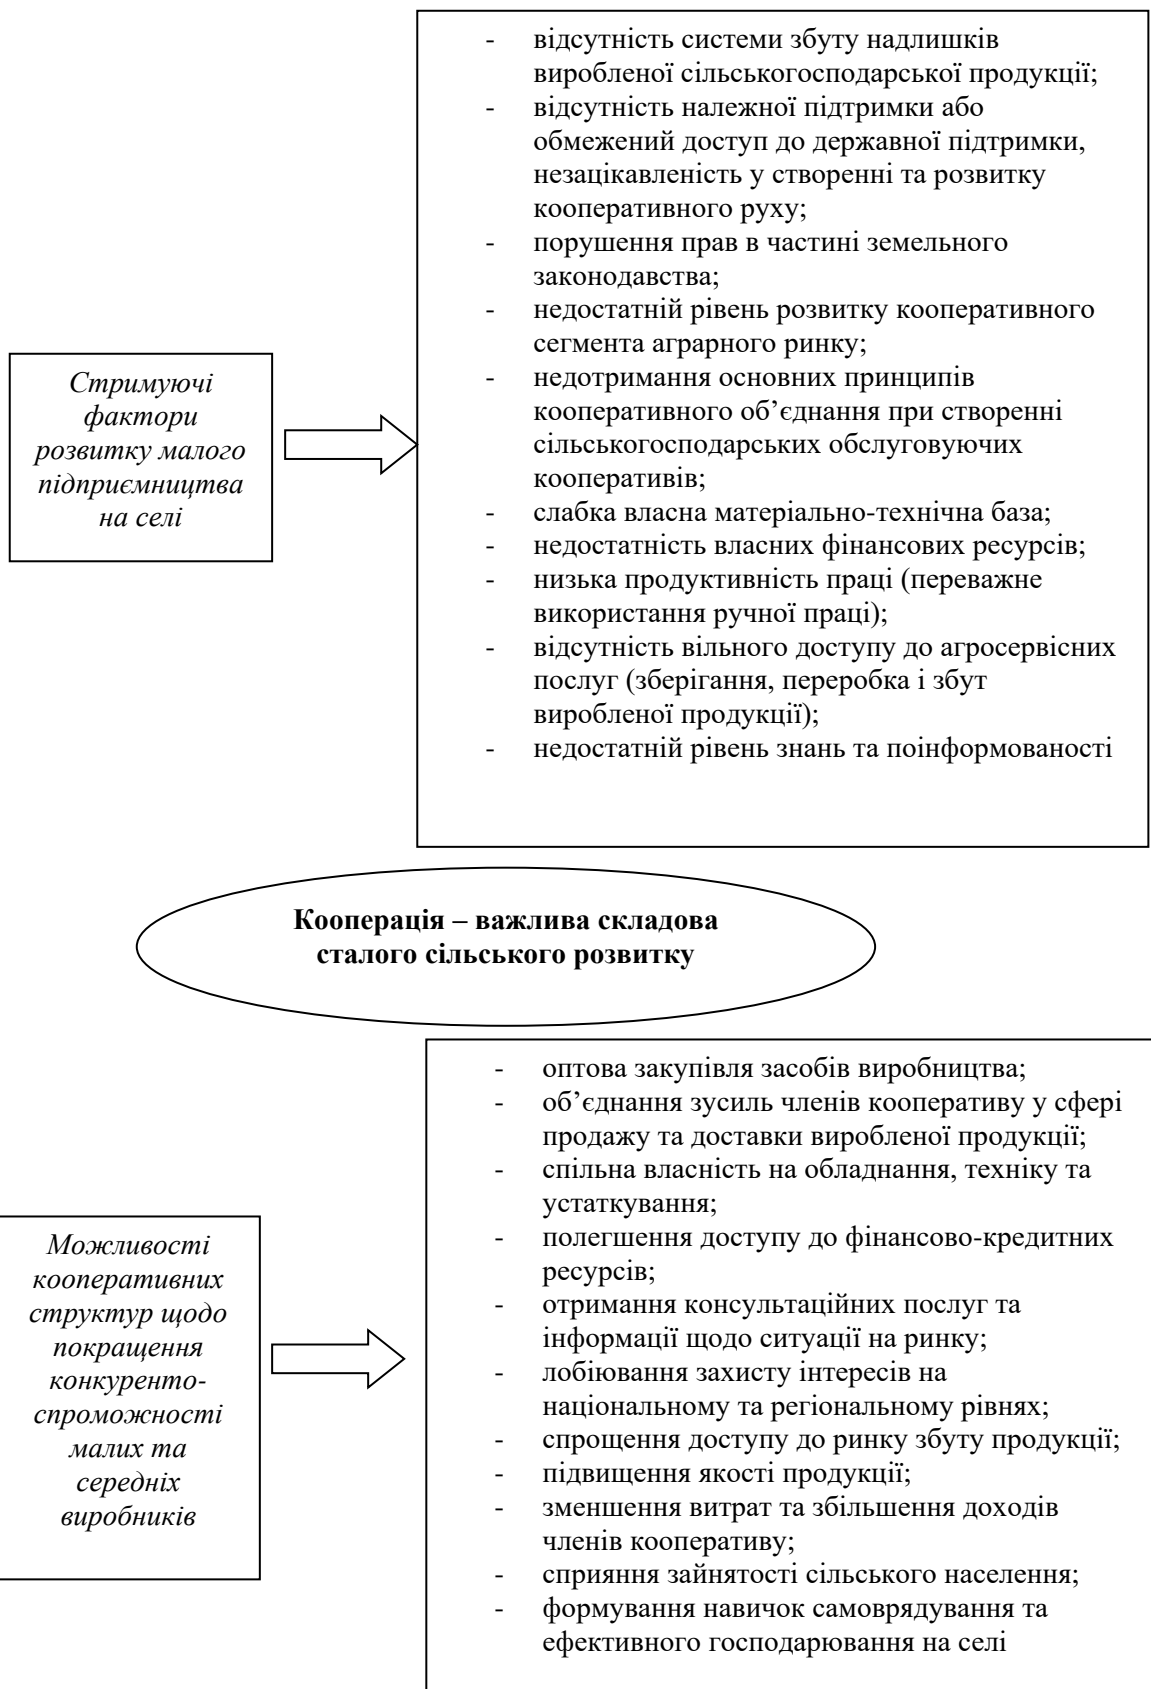 Стримуючі
фактори
розвитку малого
підприємництва
на селі
- відсутність системи збуту надлишків
виробленої сільськогосподарської продукції;
- відсутність належної підтримки або
обмежений доступ до державної підтримки,
незацікавленість у створенні та розвитку
кооперативного руху;
- порушення прав в частині земельного
законодавства;
- недостатній рівень розвитку кооперативного
сегмента аграрного ринку;
- недотримання основних принципів
кооперативного об’єднання при створенні
сільськогосподарських обслуговуючих
кооперативів;
- слабка власна матеріально-технічна база;
- недостатність власних фінансових ресурсів;
- низька продуктивність праці (переважне
використання ручної праці);
- відсутність вільного доступу до агросервісних
послуг (зберігання, переробка і збут
виробленої продукції);
- недостатній рівень знань та поінформованості
Кооперація – важлива складова
сталого сільського розвитку
Можливості
кооперативних
структур щодо
покращення
конкуренто-
спроможності
малих та
середніх
виробників
- оптова закупівля засобів виробництва;
- об’єднання зусиль членів кооперативу у сфері
продажу та доставки виробленої продукції;
- спільна власність на обладнання, техніку та
устаткування;
- полегшення доступу до фінансово-кредитних
ресурсів;
- отримання консультаційних послуг та
інформації щодо ситуації на ринку;
- лобіювання захисту інтересів на
національному та регіональному рівнях;
- спрощення доступу до ринку збуту продукції;
- підвищення якості продукції;
- зменшення витрат та збільшення доходів
членів кооперативу;
- сприяння зайнятості сільського населення;
- формування навичок самоврядування та
ефективного господарювання на селі